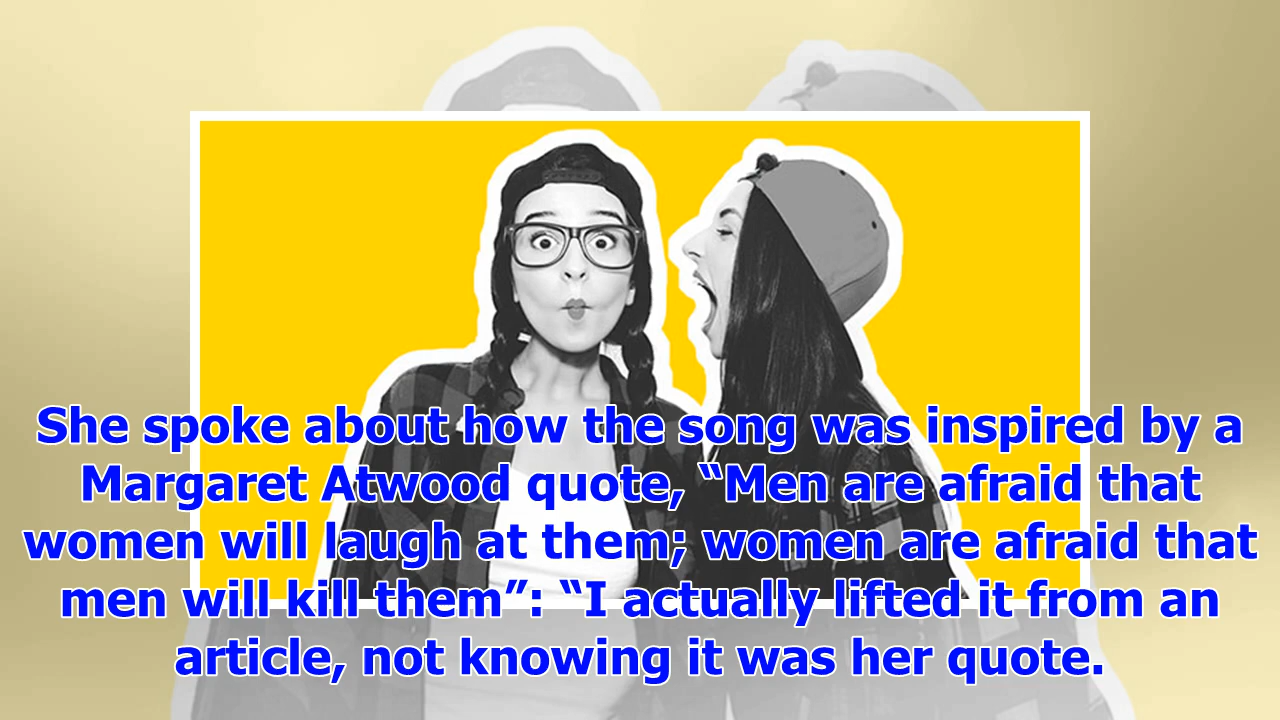 She spoke about how the song was inspired by a
Margaret Atwood quote, “Men are afraid that
women will laugh at them; women are afraid that
men will kill them”: “I actually lifted it from an
article, not knowing it was her quote.